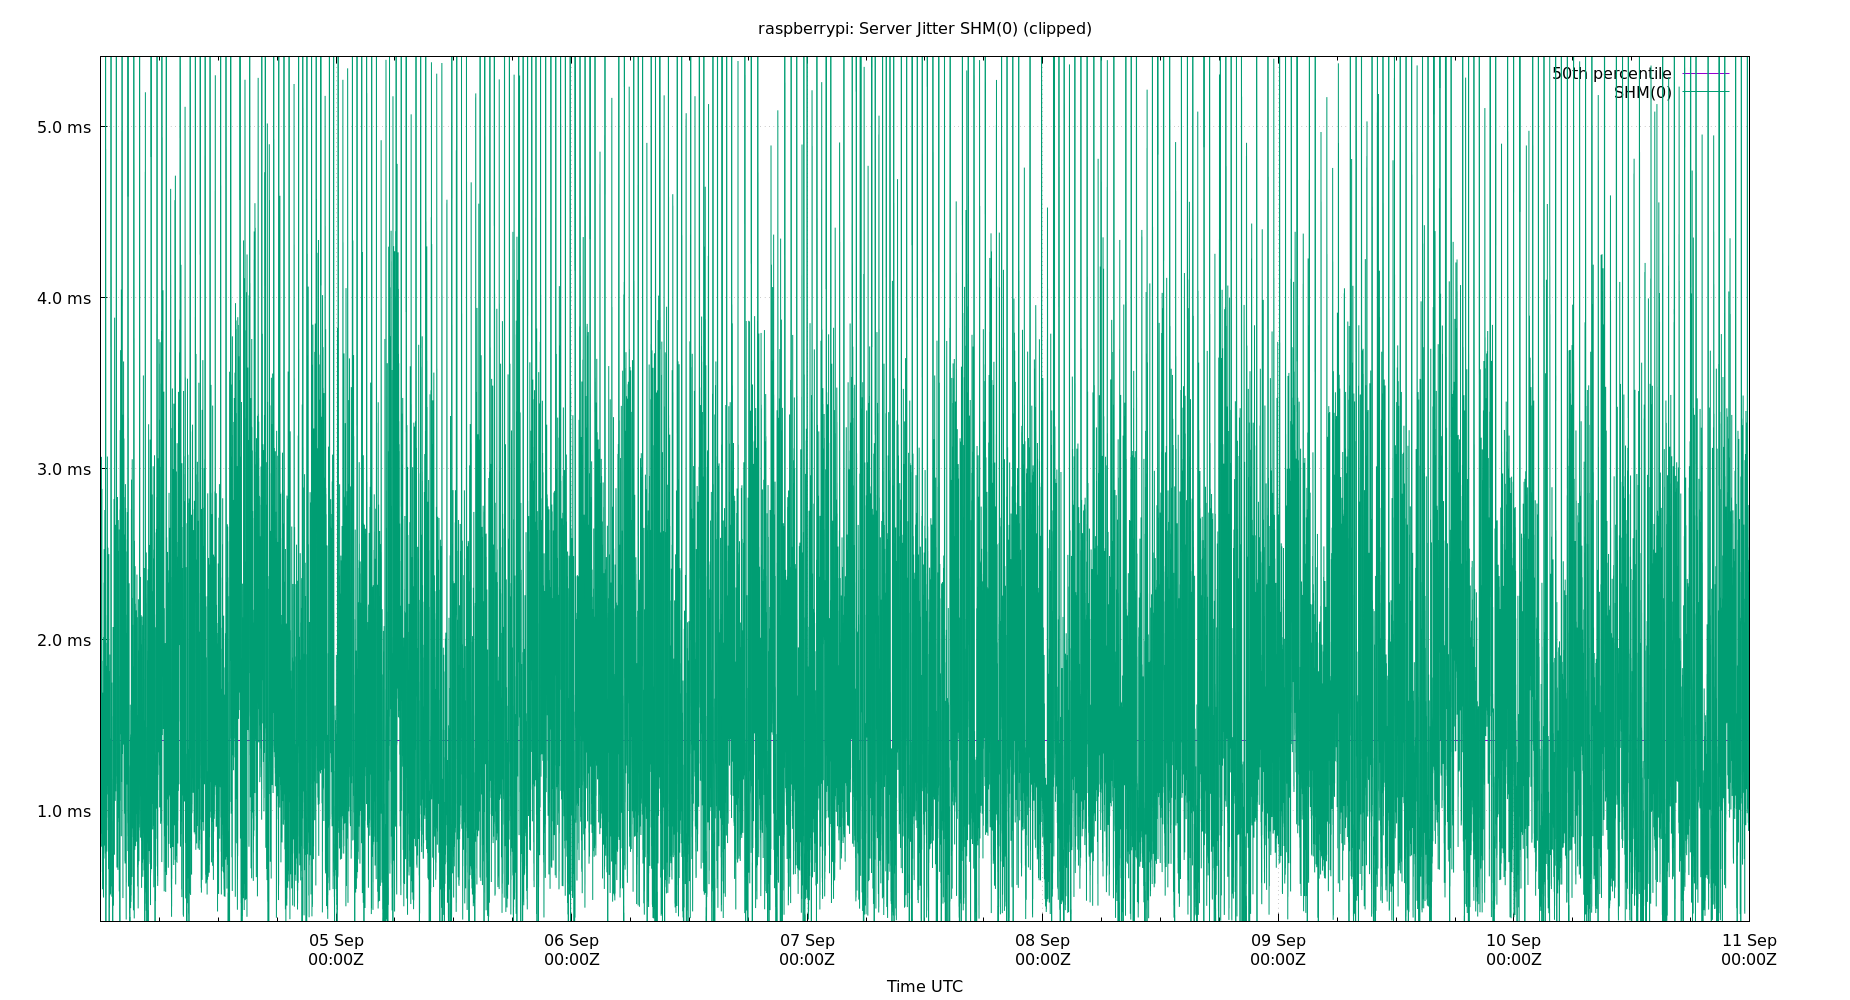 raspberrypi: Server Jitter SHM(0) (clipped)
50th percentile
SHM(0)
5.0 ms
4.0 ms
3.0 ms
2.0 ms
1.0 ms
05 Sep
00:00Z
06 Sep
00:00Z
07 Sep
00:00Z
08 Sep
00:00Z
09 Sep
00:00Z
10 Sep
00:00Z
11 Sep
00:00Z
Time UTC